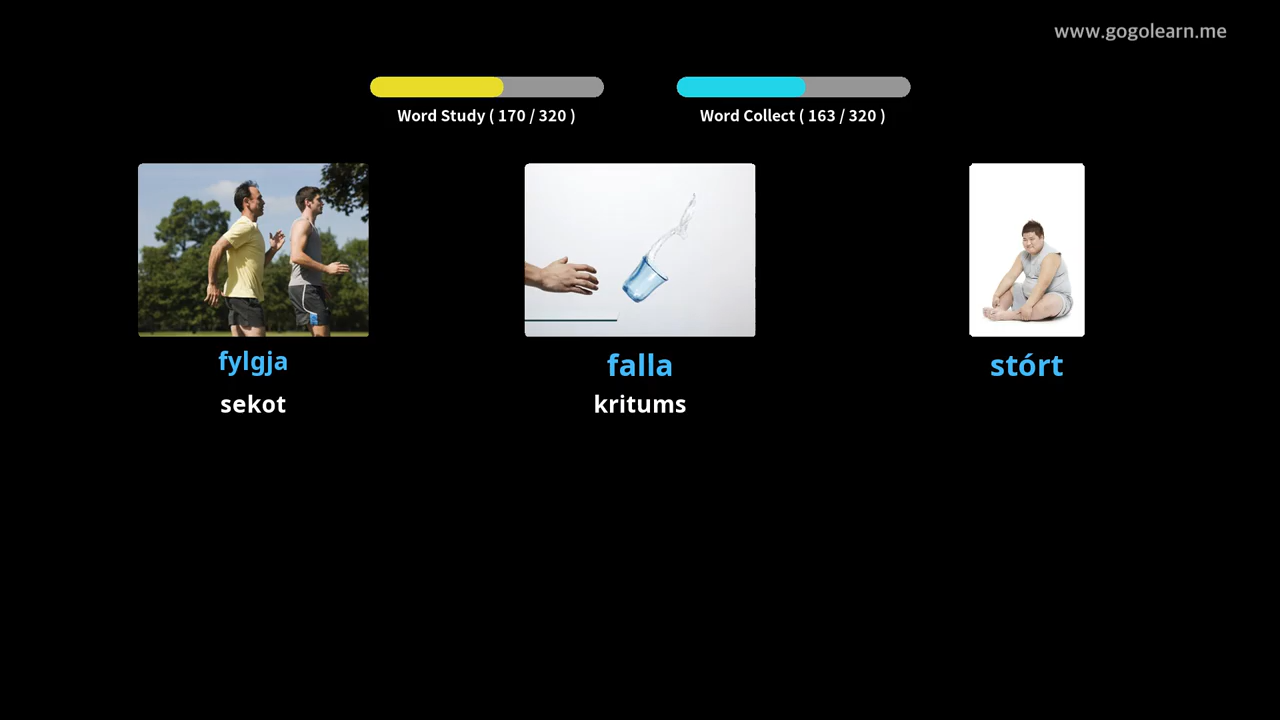 www.gogolearn.me
Word Study ( 170 / 320 )
Word Collect ( 163 / 320 )
fylgja
falla
stórt
sekot
kritums